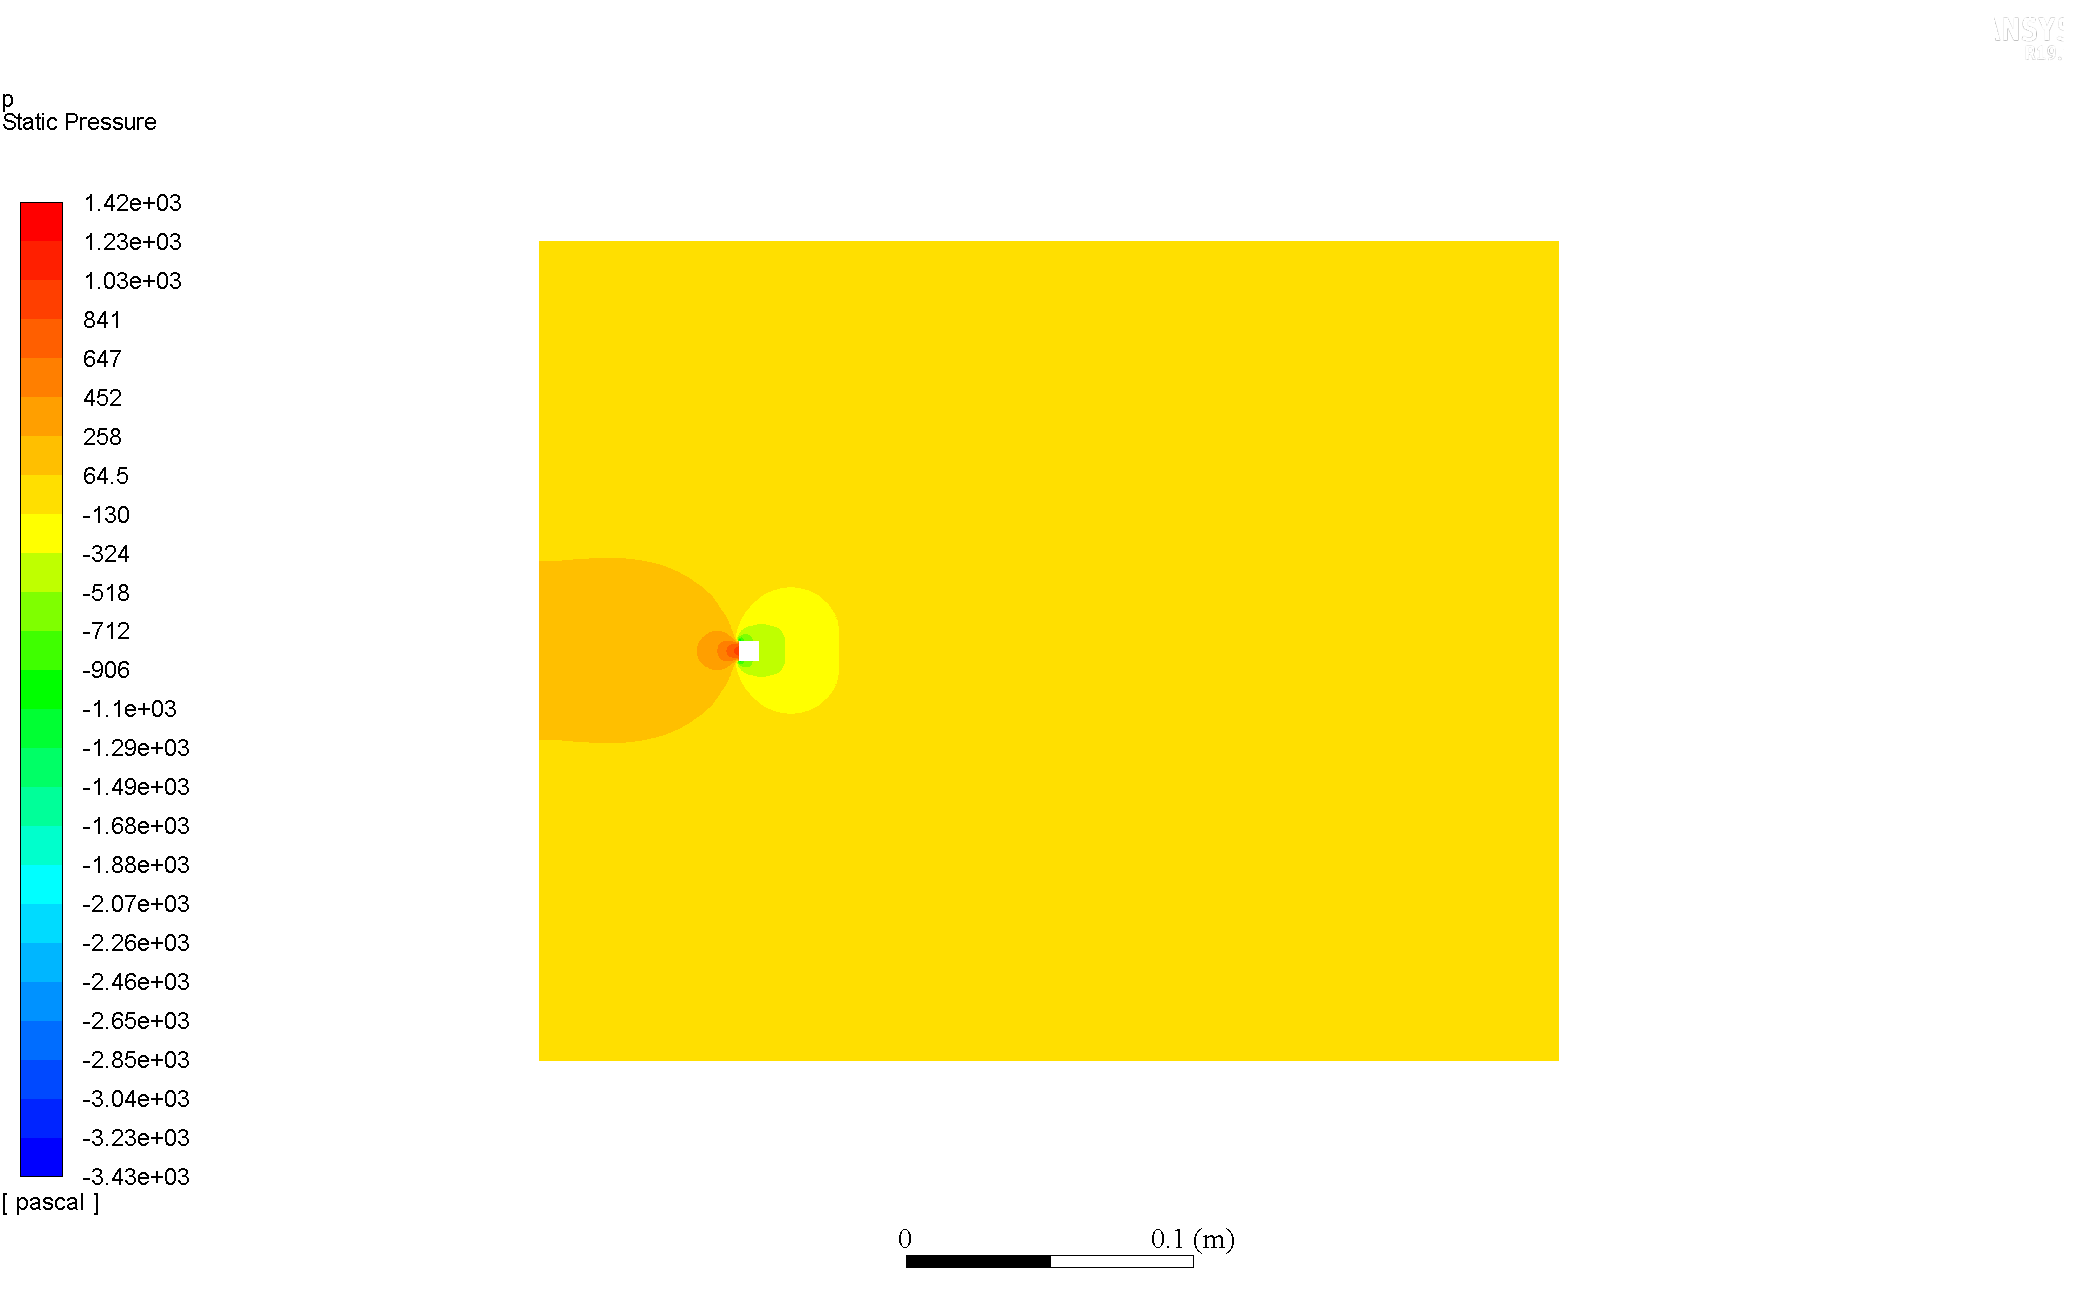 p
Static Pressure
1.42e+03
1.23e+03
1.03e+03
841
647
452
258
64.5
-130
-324
-518
-712
-906
-1.1e+03
-1.29e+03
-1.49e+03
-1.68e+03
-1.88e+03
-2.07e+03
-2.26e+03
-2.46e+03
-2.65e+03
-2.85e+03
-3.04e+03
-3.23e+03
-3.43e+03
[ pascal ]
0 0.1 (m)